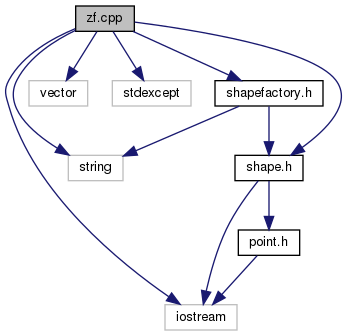 zf.cpp
vector
stdexcept
shapefactory.h
string
shape.h
point.h
iostream